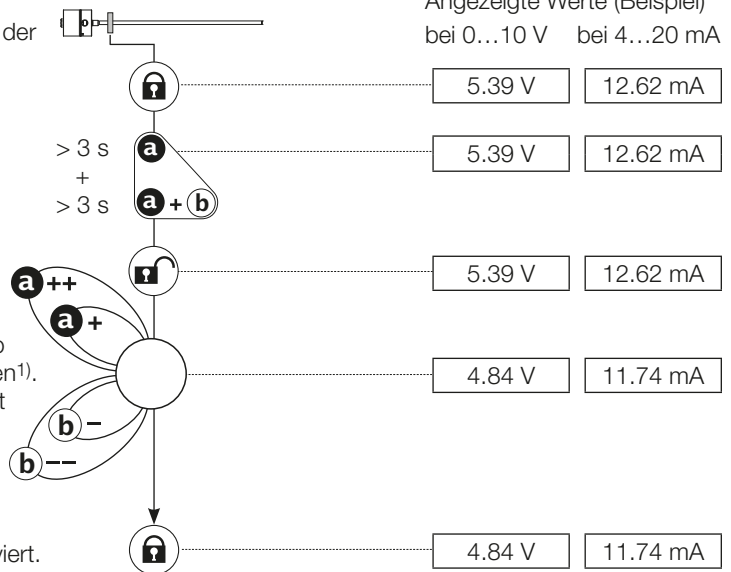 Angezeigte Werte (Beispiel)
der
bei 0…10 V bei 4…20 mA
5.39 V 12.62 mA
> 3 s a 5.39 V 12.62 mA
+
> 3 s a + b
5.39 V 12.62 mA
a ++
a +
en¹⁾. 4.84 V 11.74 mA
t
b -
b --
viert. 4.84 V 11.74 mA